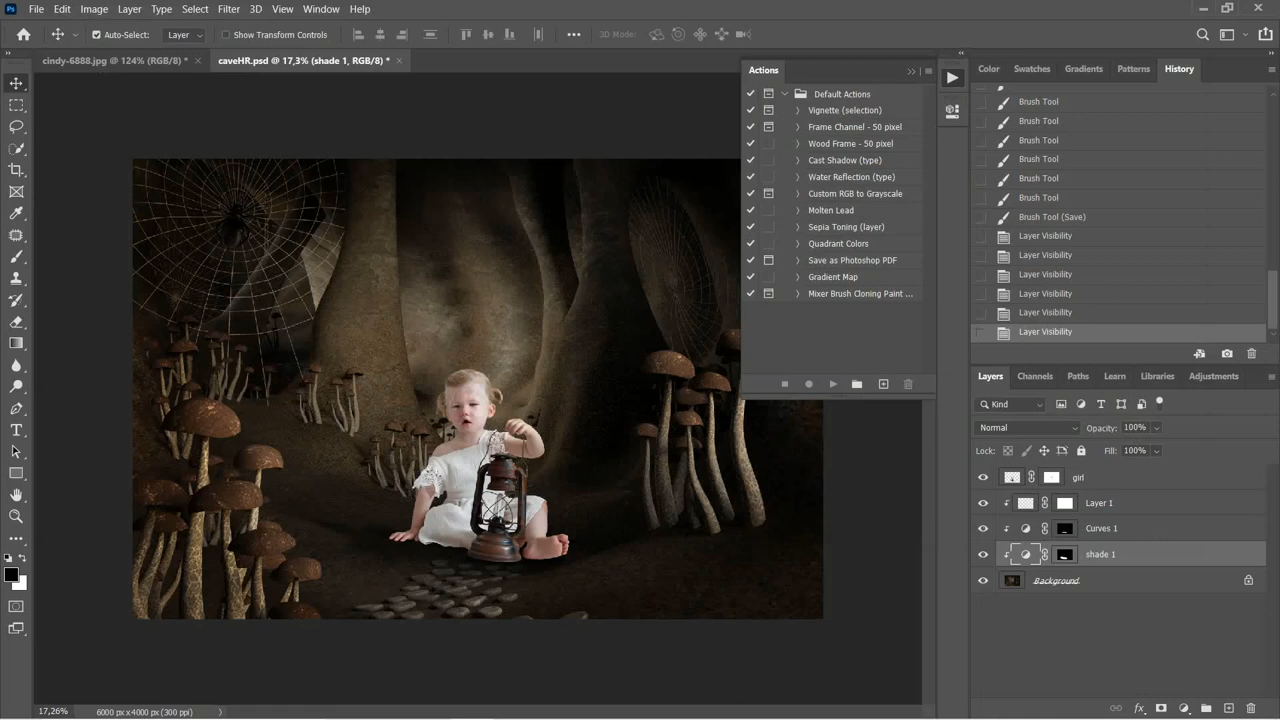 Ps File Edit Image Layer Type Select Filter 3D View Window Help
Auto-Select: Layer Show Transform Controls 3D Mode:
cindy-6888.jpg @ 124% (RGB/8) * × caveHR.psd @ 17,3% (shade 1, RGB/8) * ×
Actions
Default Actions
Vignette (selection)
Frame Channel - 50 pixel
Wood Frame - 50 pixel
Cast Shadow (type)
Water Reflection (type)
Custom RGB to Grayscale
Molten Lead
Sepia Toning (layer)
Quadrant Colors
Save as Photoshop PDF
Gradient Map
Mixer Brush Cloning Paint ...
Color Swatches Gradients Patterns History
Brush Tool
Brush Tool
Brush Tool
Brush Tool
Brush Tool
Brush Tool
Brush Tool (Save)
Layer Visibility
Layer Visibility
Layer Visibility
Layer Visibility
Layer Visibility
Layer Visibility
Layers Channels Paths Learn Libraries Adjustments
Kind
Normal Opacity: 100%
Lock: Fill: 100%
girl
Layer 1
Curves 1
shade 1
Background
17,26% 6000 px x 4000 px (300 ppi)